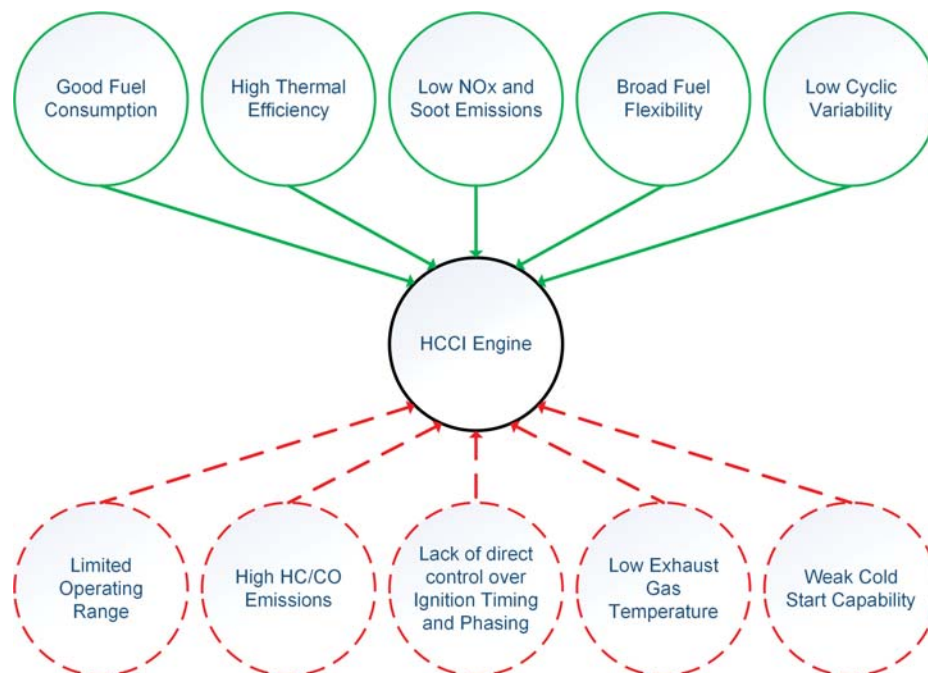 Good Fuel
Consumption
High Thermal
Efficiency
Low NOx and
Soot Emissions
Broad Fuel
Flexibility
Low Cyclic
Variability
HCCI Engine
Limited
Operating
Range
High HC/CO
Emissions
Lack of direct
control over
Ignition Timing
and Phasing
Low Exhaust
Gas
Temperature
Weak Cold
Start Capability